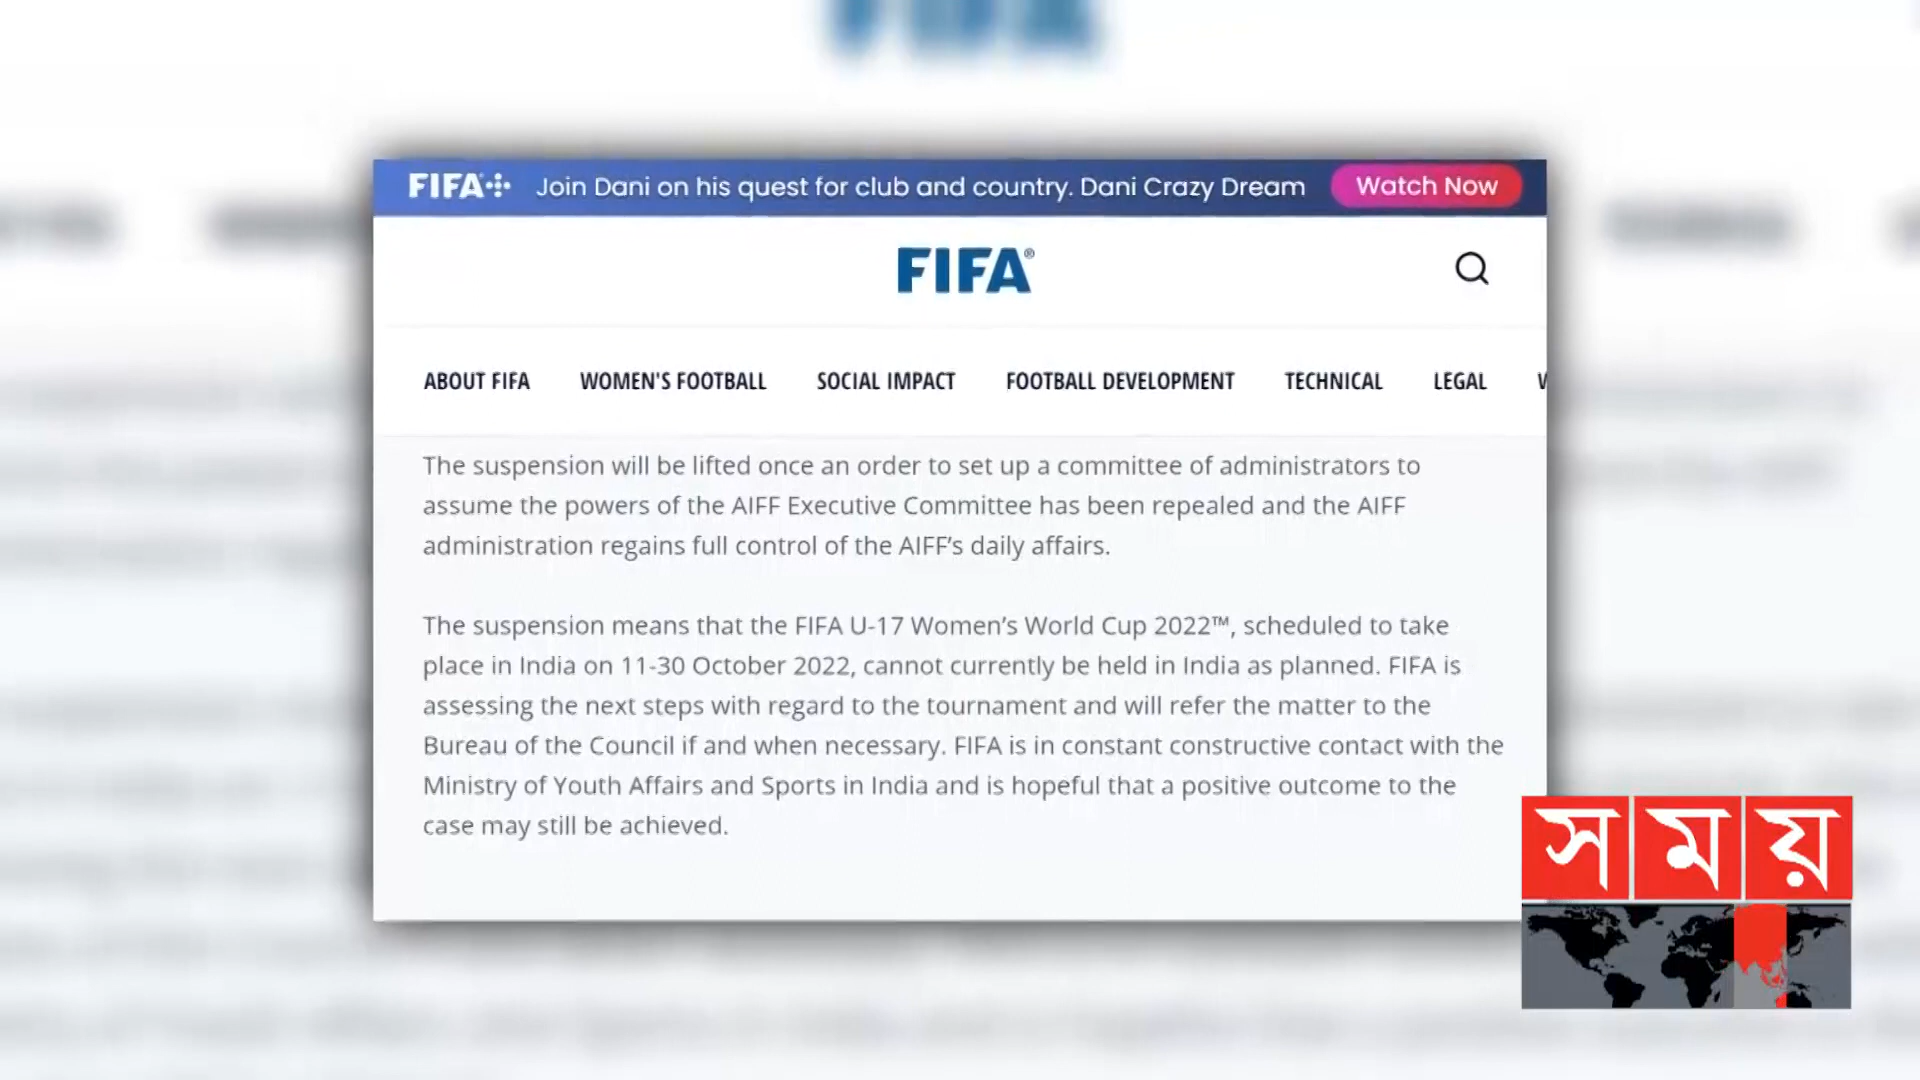 FIFA
FIFA+ Join Dani on his quest for club and country. Dani Crazy Dream Watch Now
FIFA®
ABOUT FIFA WOMEN'S FOOTBALL SOCIAL IMPACT FOOTBALL DEVELOPMENT TECHNICAL LEGAL
The suspension will be lifted once an order to set up a committee of administrators to
assume the powers of the AIFF Executive Committee has been repealed and the AIFF
administration regains full control of the AIFF’s daily affairs.
The suspension means that the FIFA U-17 Women’s World Cup 2022™, scheduled to take
place in India on 11-30 October 2022, cannot currently be held in India as planned. FIFA is
assessing the next steps with regard to the tournament and will refer the matter to the
Bureau of the Council if and when necessary. FIFA is in constant constructive contact with the
Ministry of Youth Affairs and Sports in India and is hopeful that a positive outcome to the
case may still be achieved.
সময়